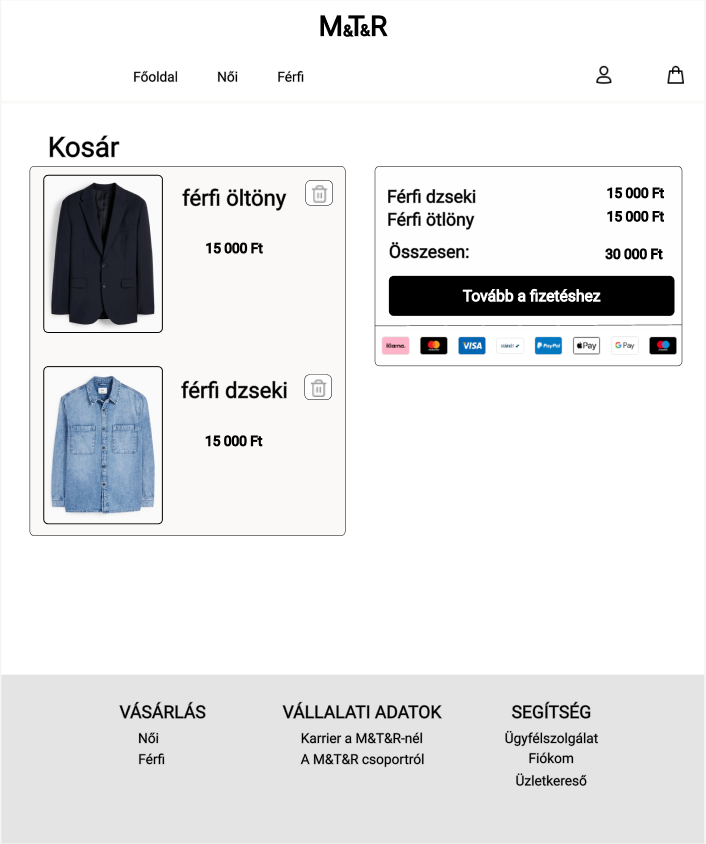 M&T&R
Főoldal Női Férfi
Kosár
férfi öltöny
15 000 Ft
férfi dzseki
15 000 Ft
Férfi dzseki 15 000 Ft
Férfi ötlöny 15 000 Ft
Összesen: 30 000 Ft
Tovább a fizetéshez
Klarna. VISA PayPal Pay G Pay
VÁSÁRLÁS
Női
Férfi
VÁLLALATI ADATOK
Karrier a M&T&R-nél
A M&T&R csoportról
SEGÍTSÉG
Ügyfélszolgálat
Fiókom
Üzletkereső